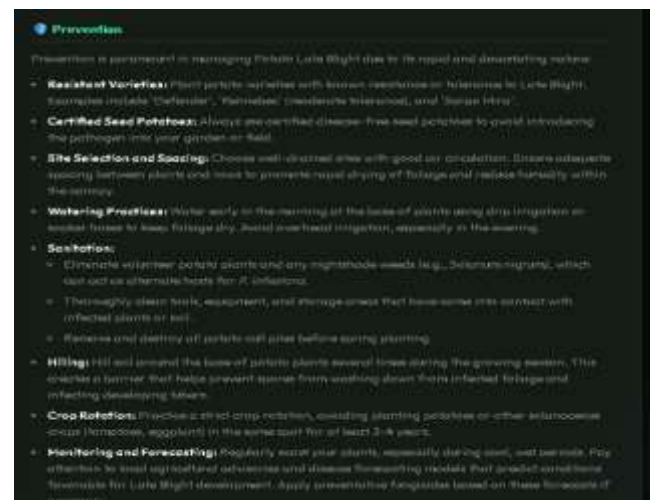 Prevention
Prevention is paramount in managing Potato Late Blight due to its rapid and devastating nature
Resistant Varieties: Plant potato varieties with known resistance or tolerance to Late Blight.
Examples include 'Defender', 'Kennebec' (moderate tolerance), and 'Sarpo Mira'.
Certified Seed Potatoes: Always use certified disease-free seed potatoes to avoid introducing
the pathogen into your garden or field.
Site Selection and Spacing: Choose well-drained sites with good air circulation. Ensure adequate
spacing between plants and rows to promote rapid drying of foliage and reduce humidity within
the canopy.
Watering Practices: Water early in the morning at the base of plants using drip irrigation or
soaker hoses to keep foliage dry. Avoid overhead irrigation, especially in the evening.
Sanitation:
Eliminate volunteer potato plants and any nightshade weeds (e.g., Solanum nigrum), which
can act as alternate hosts for P. infestans.
Thoroughly clean tools, equipment, and storage areas that have come into contact with
infected plants or soil.
Remove and destroy all potato cull piles before spring planting.
Hilling: Hill soil around the base of potato plants several times during the growing season. This
creates a barrier that helps prevent spores from washing down from infected foliage and
infecting developing tubers.
Crop Rotation: Practice a strict crop rotation, avoiding planting potatoes or other solanaceous
crops (tomatoes, eggplant) in the same spot for at least 3-4 years.
Monitoring and Forecasting: Regularly scout your plants, especially during cool, wet periods. Pay
attention to local agricultural advisories and disease forecasting models that predict conditions
favorable for Late Blight development. Apply preventative fungicides based on these forecasts if